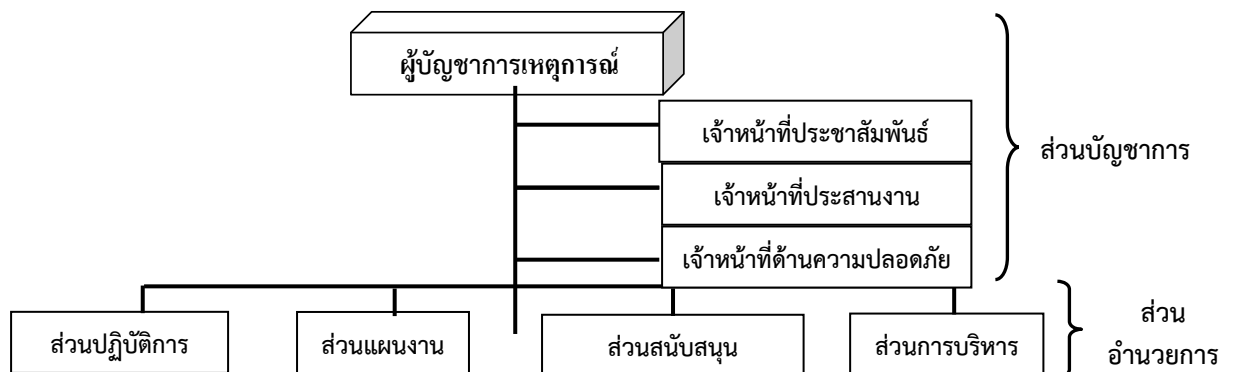 ผู้บัญชาการเหตุการณ์
เจ้าหน้าที่ประชาสัมพันธ์
ส่วนบัญชาการ
เจ้าหน้าที่ประสานงาน
เจ้าหน้าที่ด้านความปลอดภัย
ส่วนปฏิบัติการ
ส่วนแผนงาน
ส่วนสนับสนุน
ส่วนการบริหาร
ส่วน
อำนวยการ